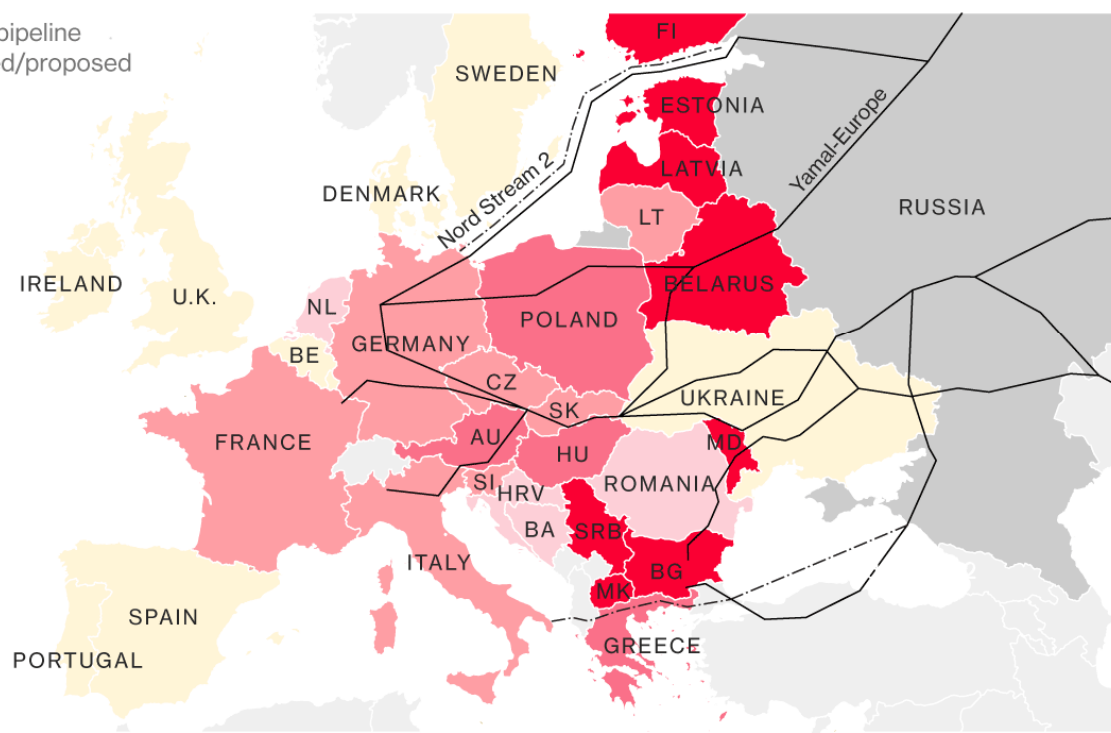 pipeline
ed/proposed
FI
SWEDEN
ESTONIA
Yamal-Europe
LATVIA
DENMARK
Nord Stream 2
LT
RUSSIA
IRELAND
U.K.
NL
BELARUS
POLAND
GERMANY
BE
CZ
UKRAINE
SK
FRANCE
AU
MD
HU
SI
HRV
ROMANIA
BA
SRB
ITALY
BG
MK
SPAIN
GREECE
PORTUGAL